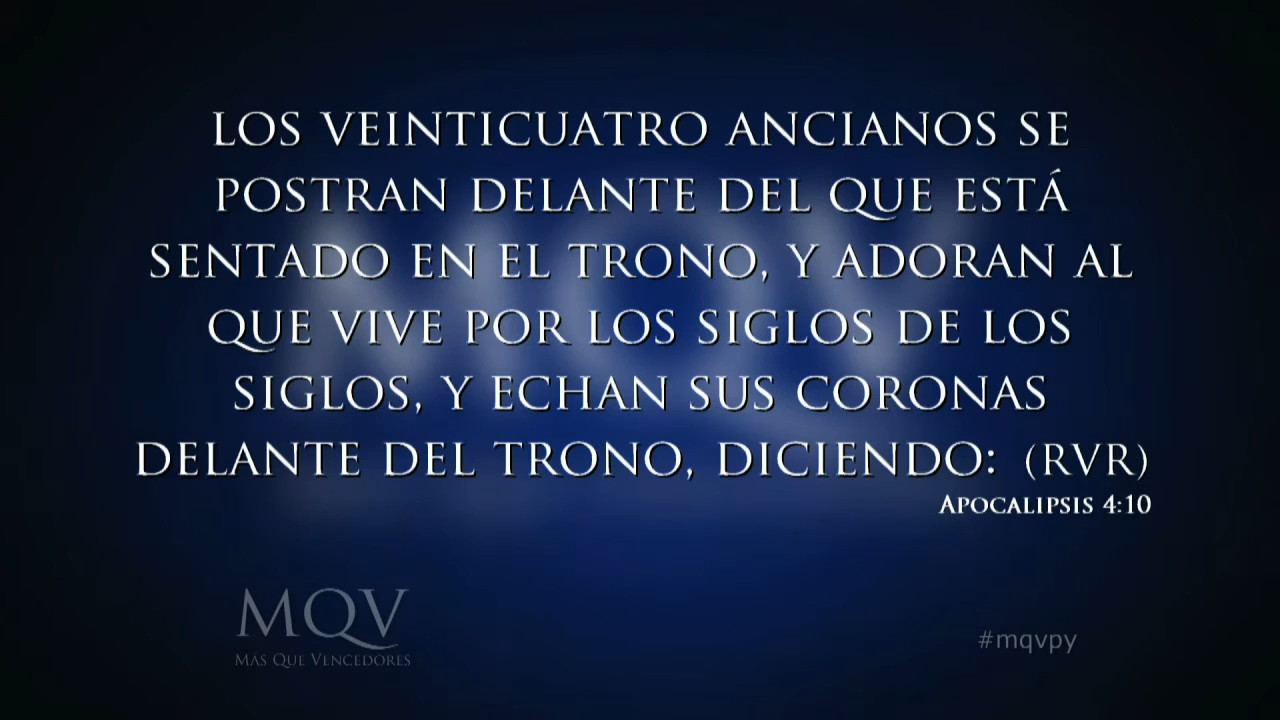 LOS VEINTICUATRO ANCIANOS SE
POSTRAN DELANTE DEL QUE ESTÁ
SENTADO EN EL TRONO, Y ADORAN AL
QUE VIVE POR LOS SIGLOS DE LOS
SIGLOS, Y ECHAN SUS CORONAS
DELANTE DEL TRONO, DICIENDO: (RVR)
APOCALIPSIS 4:10
MQV
MÁS QUE VENCEDORES
#mqvpy